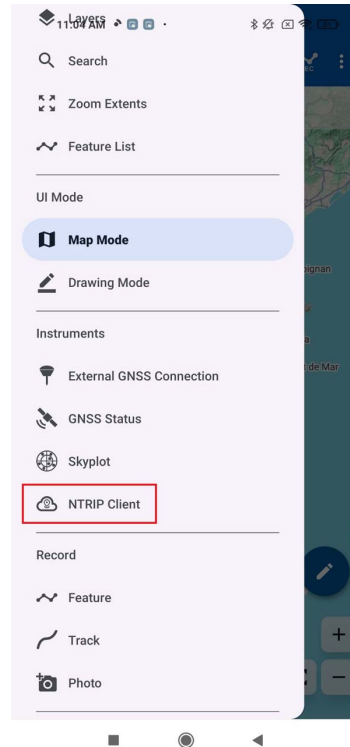 Layers
11:04 AM
Search
Zoom Extents
Feature List
UI Mode
Map Mode
Drawing Mode
Instruments
External GNSS Connection
GNSS Status
Skyplot
NTRIP Client
Record
Feature
Track
Photo
EC
pignan
a
de Mar